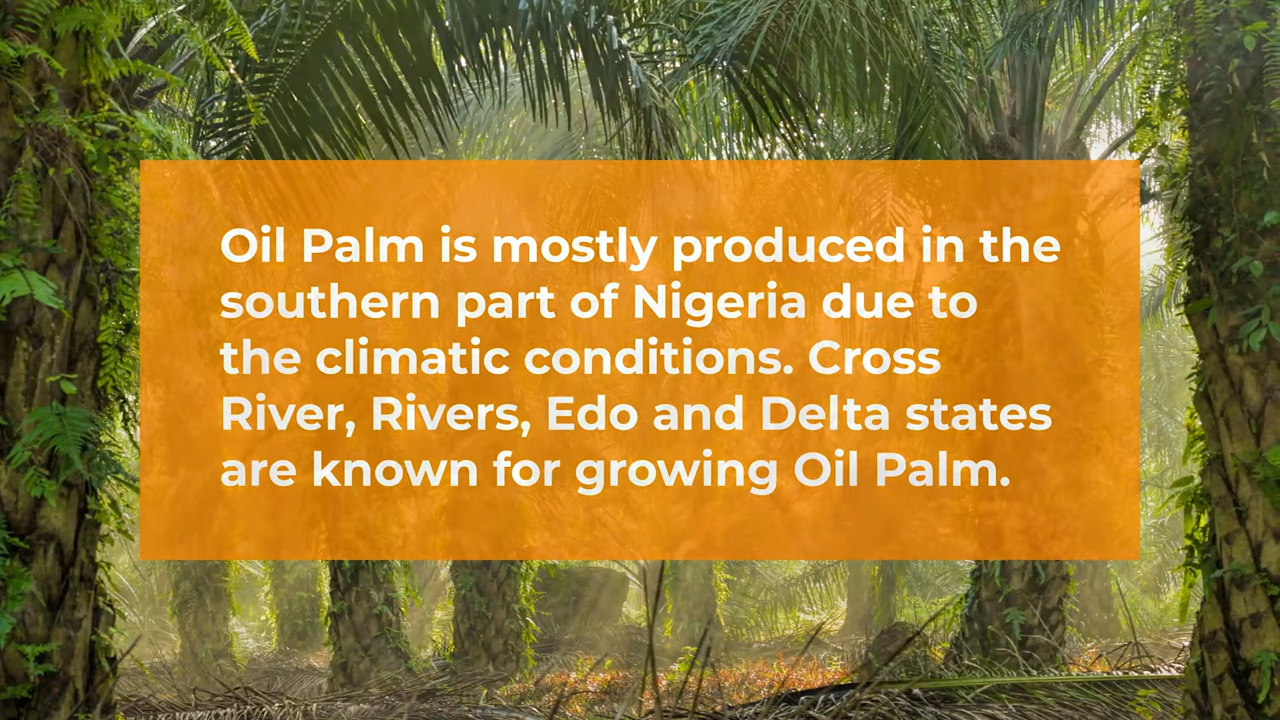 Oil Palm is mostly produced in the
southern part of Nigeria due to
the climatic conditions. Cross
River, Rivers, Edo and Delta states
are known for growing Oil Palm.